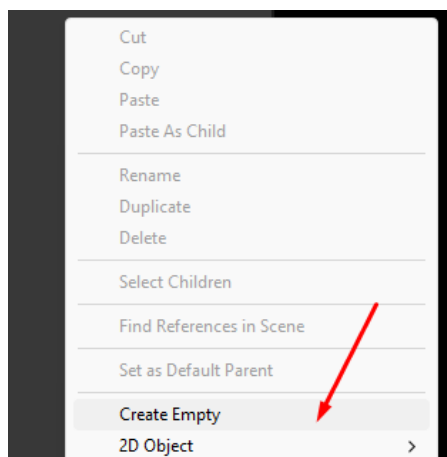 Cut
Copy
Paste
Paste As Child
Rename
Duplicate
Delete
Select Children
Find References in Scene
Set as Default Parent
Create Empty
2D Object